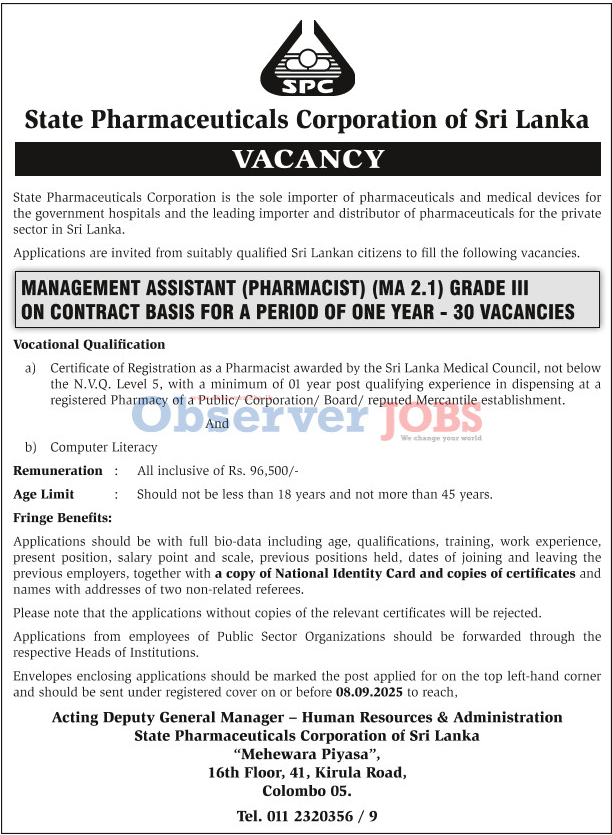 SPC
State Pharmaceuticals Corporation of Sri Lanka
VACANCY
State Pharmaceuticals Corporation is the sole importer of pharmaceuticals and medical devices for
the government hospitals and the leading importer and distributor of pharmaceuticals for the private
sector in Sri Lanka.
Applications are invited from suitably qualified Sri Lankan citizens to fill the following vacancies.
MANAGEMENT ASSISTANT (PHARMACIST) (MA 2.1) GRADE III
ON CONTRACT BASIS FOR A PERIOD OF ONE YEAR - 30 VACANCIES
Vocational Qualification
a) Certificate of Registration as a Pharmacist awarded by the Sri Lanka Medical Council, not below
the N.V.Q. Level 5, with a minimum of 01 year post qualifying experience in dispensing at a
registered Pharmacy of a Public/ Corporation/ Board/ reputed Mercantile establishment.
Observer JOBS
We change your world
And
b) Computer Literacy
Remuneration : All inclusive of Rs. 96,500/-
Age Limit : Should not be less than 18 years and not more than 45 years.
Fringe Benefits:
Applications should be with full bio-data including age, qualifications, training, work experience,
present position, salary point and scale, previous positions held, dates of joining and leaving the
previous employers, together with a copy of National Identity Card and copies of certificates and
names with addresses of two non-related referees.
Please note that the applications without copies of the relevant certificates will be rejected.
Applications from employees of Public Sector Organizations should be forwarded through the
respective Heads of Institutions.
Envelopes enclosing applications should be marked the post applied for on the top left-hand corner
and should be sent under registered cover on or before 08.09.2025 to reach,
Acting Deputy General Manager – Human Resources & Administration
State Pharmaceuticals Corporation of Sri Lanka
“Mehewara Piyasa”,
16th Floor, 41, Kirula Road,
Colombo 05.
Tel. 011 2320356 / 9